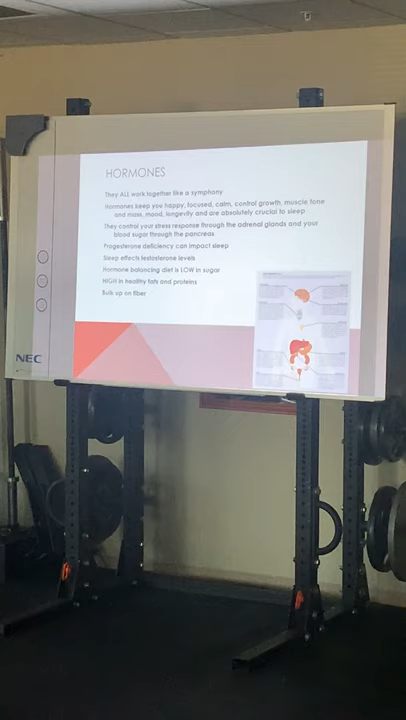 HORMONES
They ALL work together like a symphony
Hormones keep you happy, focused, calm, control growth, muscle tone
and mass, mood, longevity and are absolutely crucial to sleep
They control your stress response through the adrenal glands and your
blood sugar through the pancreas
Progesterone deficiency can impact sleep
Sleep effects testosterone levels
Hormone balancing diet is LOW in sugar
HIGH in healthy fats and proteins
Bulk up on fiber
NEC